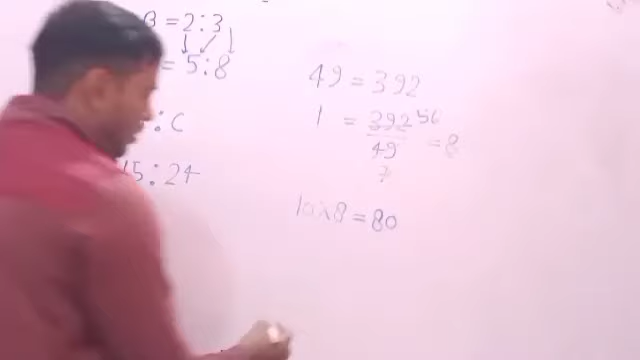 B = 2:3
= 5:8
: C
15:24
49 = 392
1 = 392 56
49 = 8
7
10×8 = 80